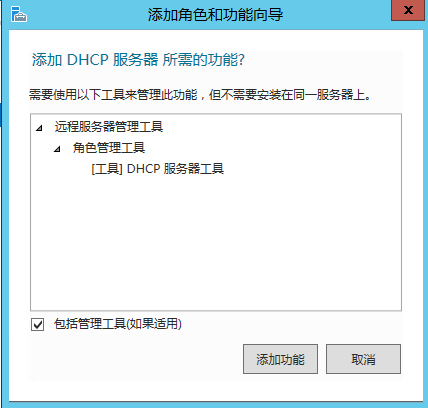 添加角色和功能向导
添加 DHCP 服务器 所需的功能?
需要使用以下工具来管理此功能，但不需要安装在同一服务器上。
远程服务器管理工具
角色管理工具
[工具] DHCP 服务器工具
包括管理工具(如果适用)
添加功能 取消